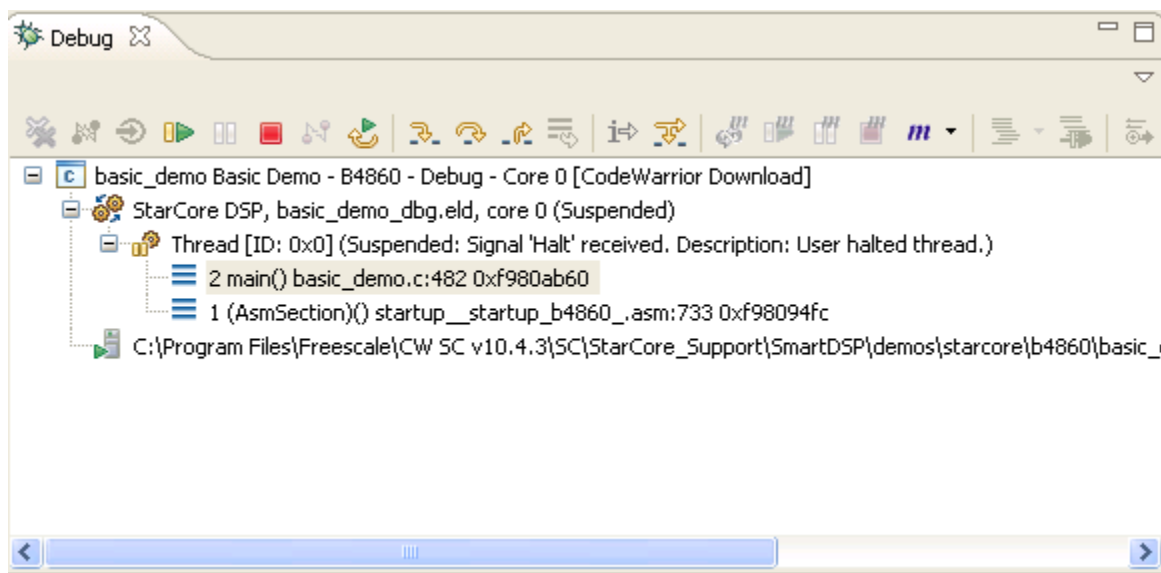 Debug
i
m
c basic_demo Basic Demo - B4860 - Debug - Core 0 [CodeWarrior Download]
StarCore DSP, basic_demo_dbg.eld, core 0 (Suspended)
Thread [ID: 0x0] (Suspended: Signal 'Halt' received. Description: User halted thread.)
2 main() basic_demo.c:482 0xf980ab60
1 (AsmSection)() startup__startup_b4860_.asm:733 0xf98094fc
C:\Program Files\Freescale\CW SC v10.4.3\SC\StarCore_Support\SmartDSP\demos\starcore\b4860\basic_